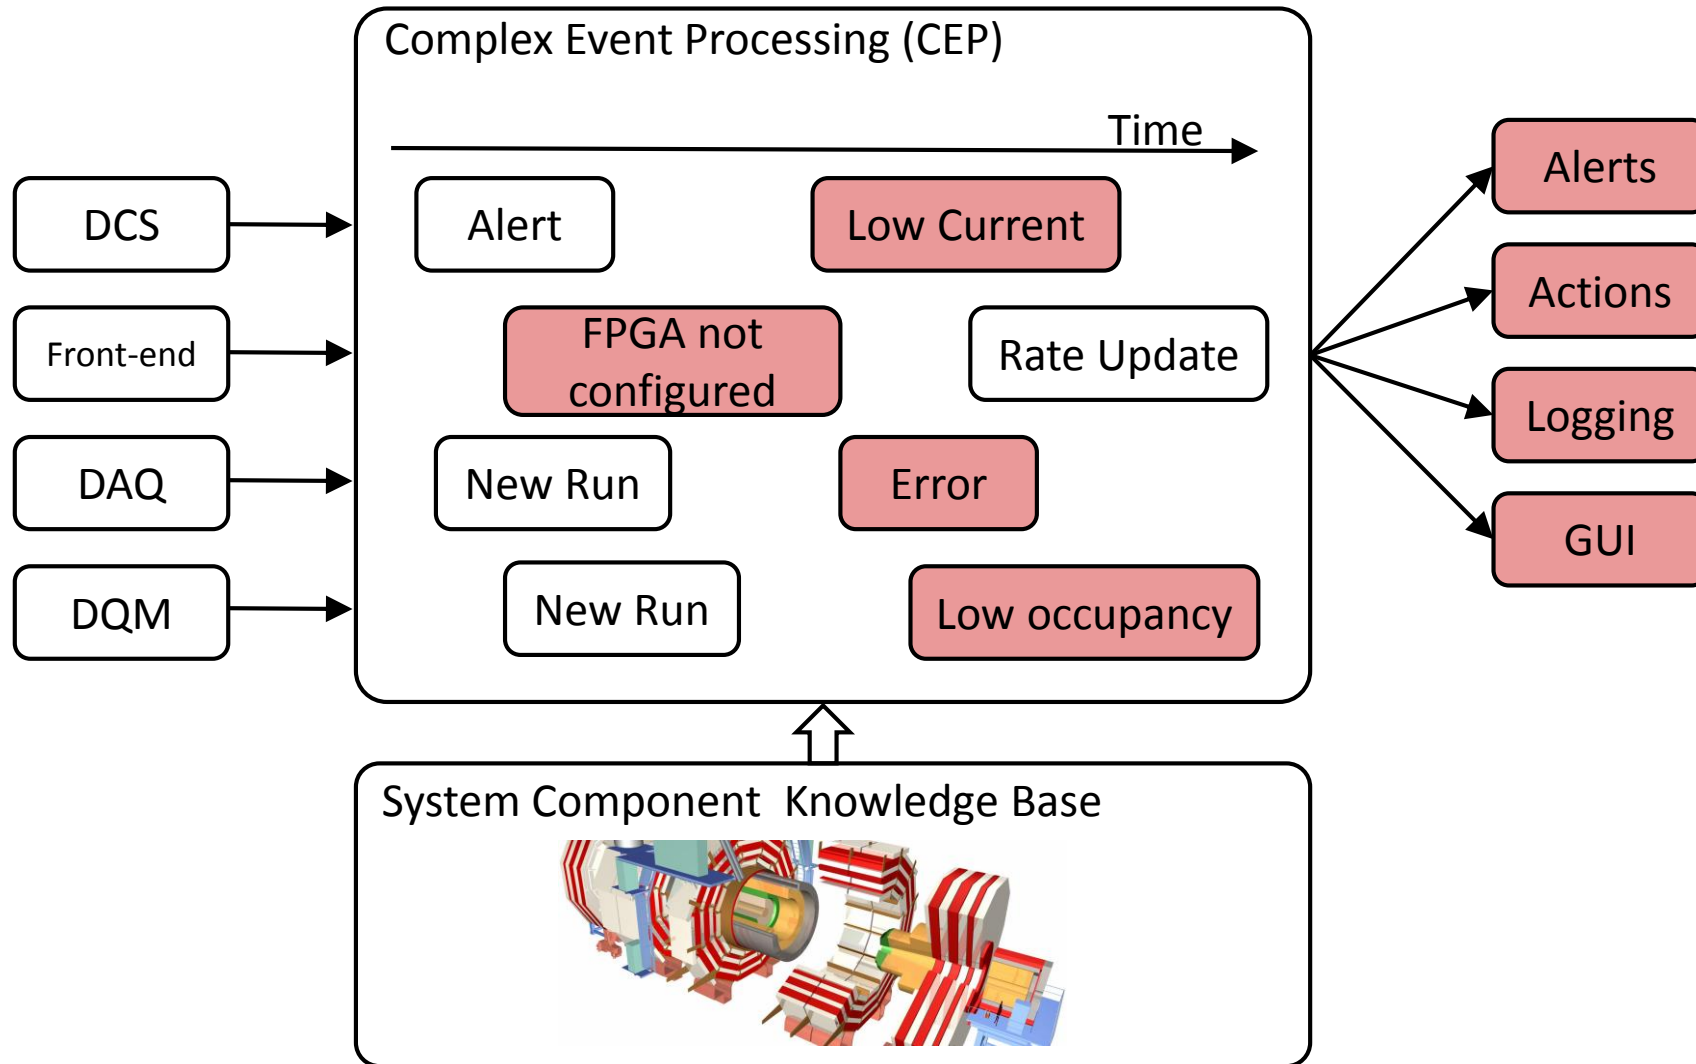 Complex Event Processing (CEP)
Time
DCS
Alert
Low Current
Front-end
FPGA not
configured
Rate Update
DAQ
New Run
Error
DQM
New Run
Low occupancy
Alerts
Actions
Logging
GUI
System Component  Knowledge Base